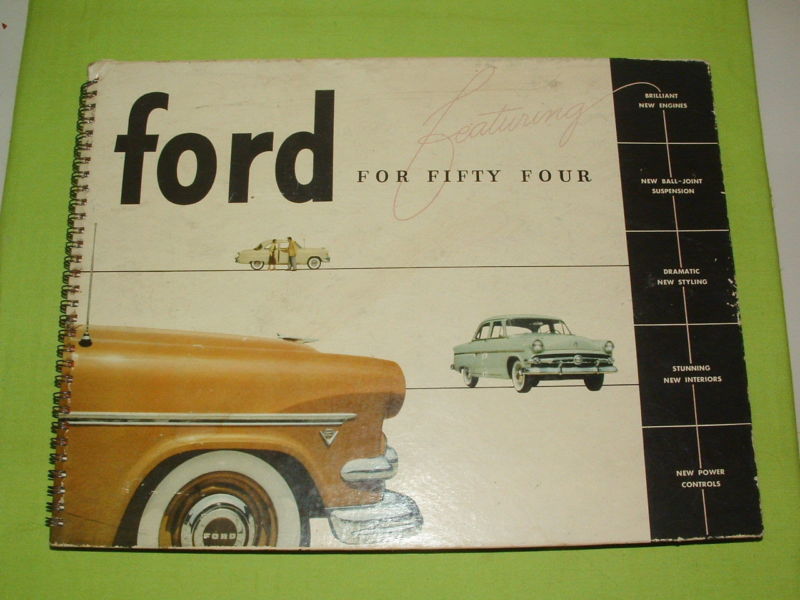 ford
Featuring
FOR FIFTY FOUR
BRILLIANT
NEW ENGINES
NEW BALL-JOINT
SUSPENSION
DRAMATIC
NEW STYLING
STUNNING
NEW INTERIORS
NEW POWER
CONTROLS
FORD